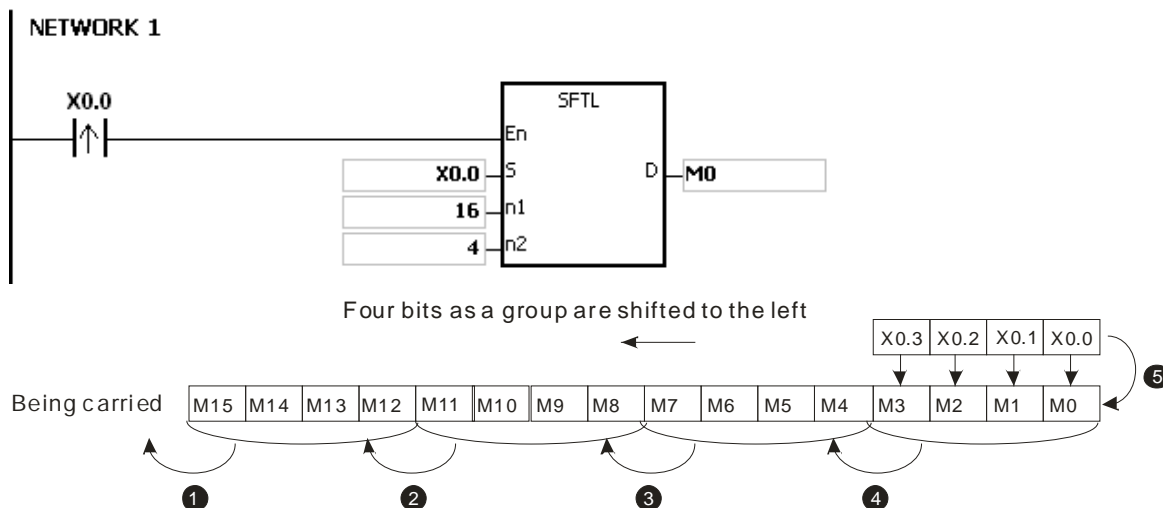 NETWORK 1
X0.0
SFTL
En
X0.0 S D M0
16 n1
4 n2
Four bits as a group are shifted to the left
X0.3 X0.2 X0.1 X0.0
5
Being carried M15 M14 M13 M12 M11 M10 M9 M8 M7 M6 M5 M4 M3 M2 M1 M0
1 2 3 4